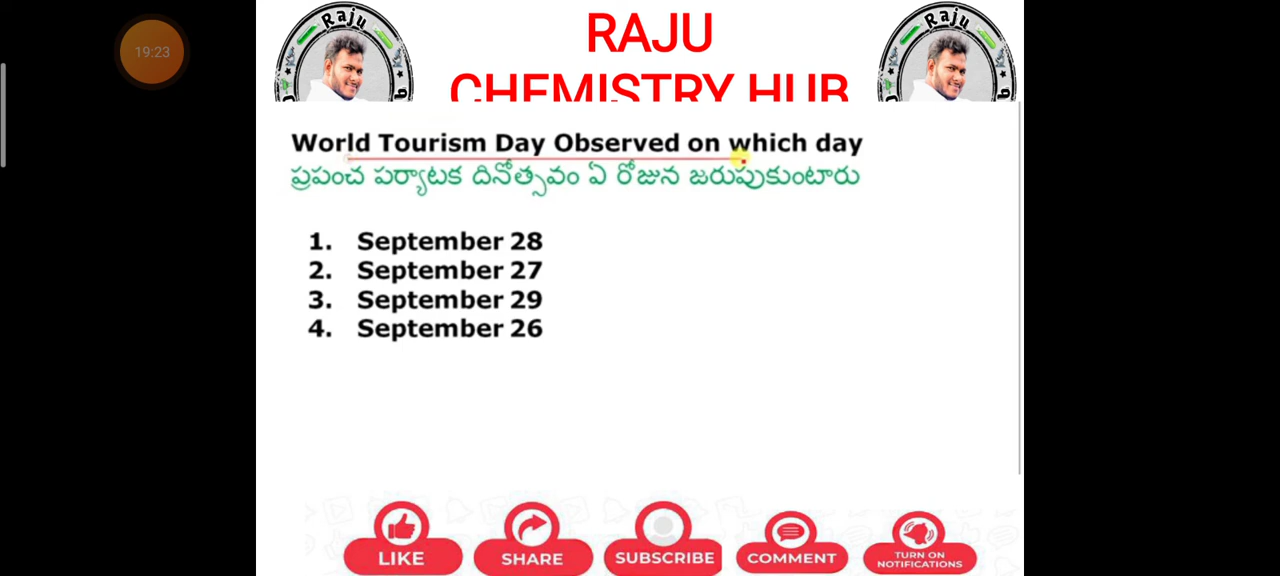 19:23
Raju
Raju
RAJU
CHEMISTRY HUB
World Tourism Day Observed on which day
ప్రపంచ పర్యాటక దినోత్సవం ఏ రోజున జరుపుకుంటారు
1. September 28
2. September 27
3. September 29
4. September 26
LIKE
SHARE
SUBSCRIBE
COMMENT
TURN ON
NOTIFICATIONS